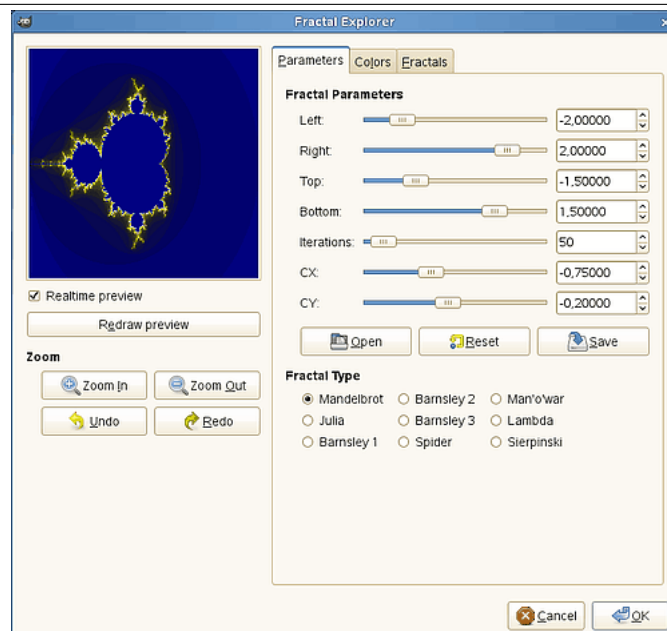 Fractal Explorer
Parameters Colors Fractals
Fractal Parameters
Left: -2,00000
Right: 2,00000
Top: -1,50000
Bottom: 1,50000
Iterations: 50
CX: -0,75000
CY: -0,20000
Open Reset Save
Fractal Type
Mandelbrot Barnsley 2 Man'o'war
Julia Barnsley 3 Lambda
Barnsley 1 Spider Sierpinski
Realtime preview
Redraw preview
Zoom
Zoom In Zoom Out
Undo Redo
Cancel OK